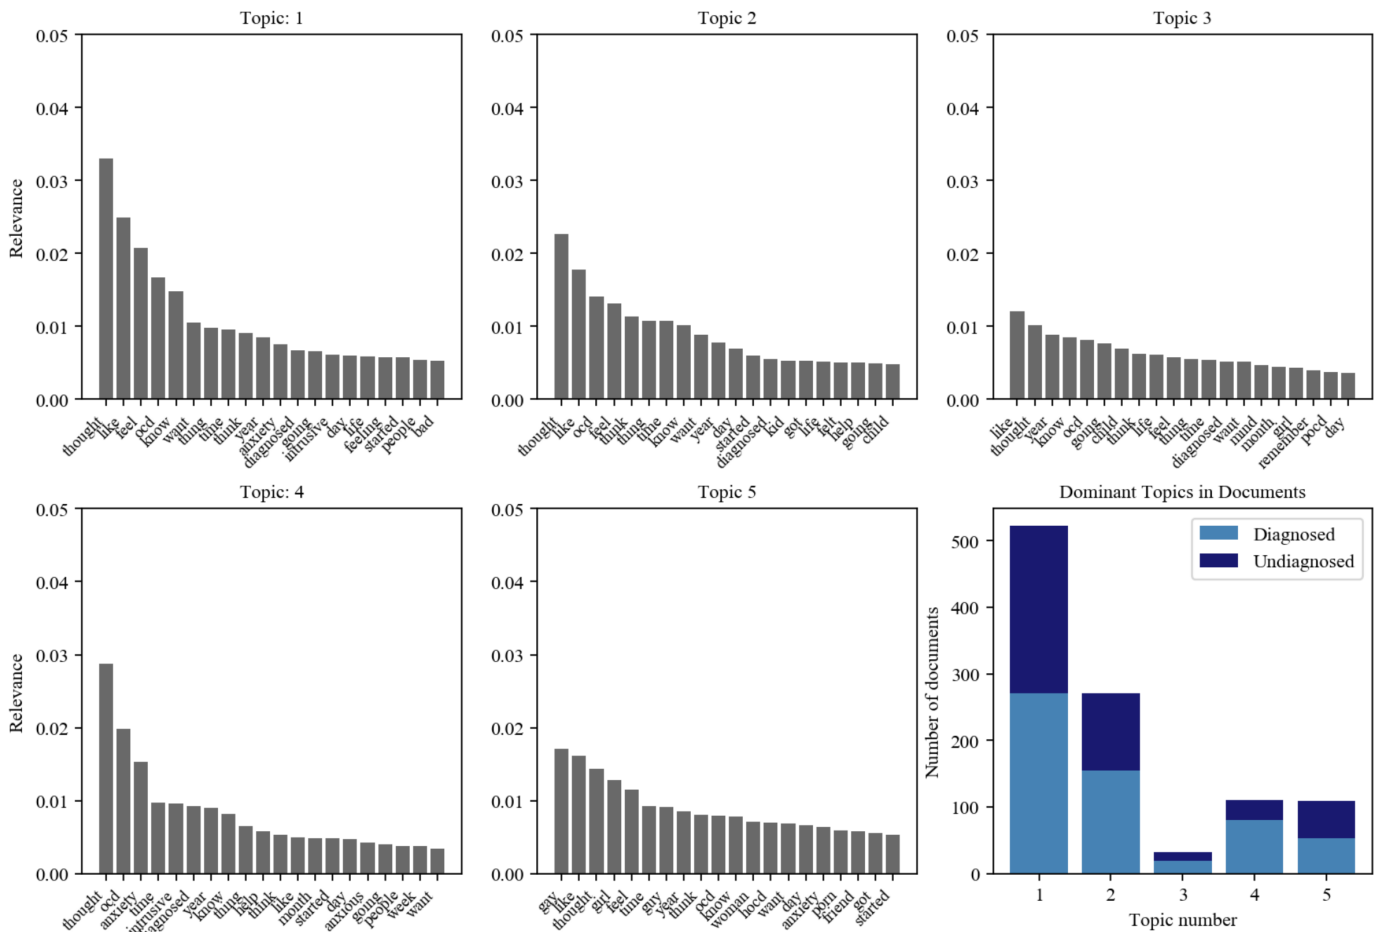 Topic: 1
0.05
0.04
0.03
0.02
0.01
0.00
Relevance
thought
like
feel
ocd
know
want
thing
time
think
year
anxiety
diagnosed
going
intrusive
day
life
feeling
started
people
bad
Topic 2
0.05
0.04
0.03
0.02
0.01
0.00
thought
like
ocd
feel
think
thing
time
know
want
year
day
started
diagnosed
kid
got
life
felt
help
going
child
Topic 3
0.05
0.04
0.03
0.02
0.01
0.00
like
thought
year
know
ocd
going
child
think
life
feel
thing
time
diagnosed
want
mind
month
girl
remember
pocd
day
Topic: 4
0.05
0.04
0.03
0.02
0.01
0.00
Relevance
thought
ocd
anxiety
time
intrusive
iagnosed
year
know
thing
help
think
like
month
started
day
anxious
going
people
week
want
Topic 5
0.05
0.04
0.03
0.02
0.01
0.00
gay
like
thought
girl
feel
time
guy
year
think
ocd
know
woman
hocd
want
day
anxiety
porn
friend
got
started
Dominant Topics in Documents
Diagnosed
Undiagnosed
500
400
300
200
100
0
Number of documents
1 2 3 4 5
Topic number